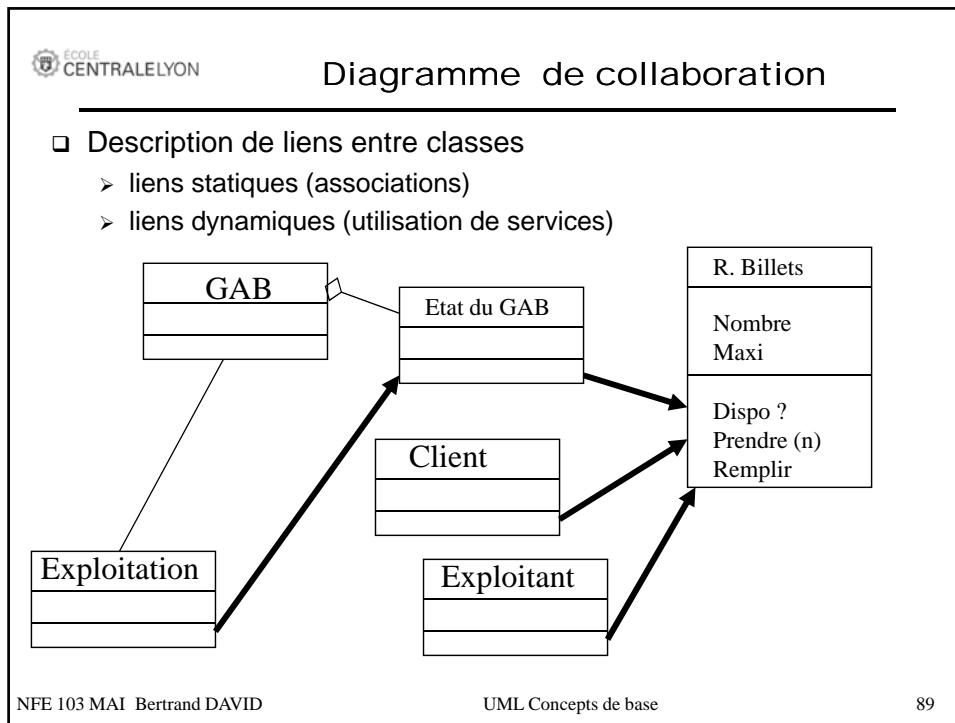 ÉCOLE
CENTRALELYON
Diagramme de collaboration
❑ Description de liens entre classes
➢ liens statiques (associations)
➢ liens dynamiques (utilisation de services)
GAB
Etat du GAB
R. Billets
Nombre
Maxi
Dispo ?
Prendre (n)
Remplir
Client
Exploitation
Exploitant
NFE 103 MAI Bertrand DAVID
UML Concepts de base
89